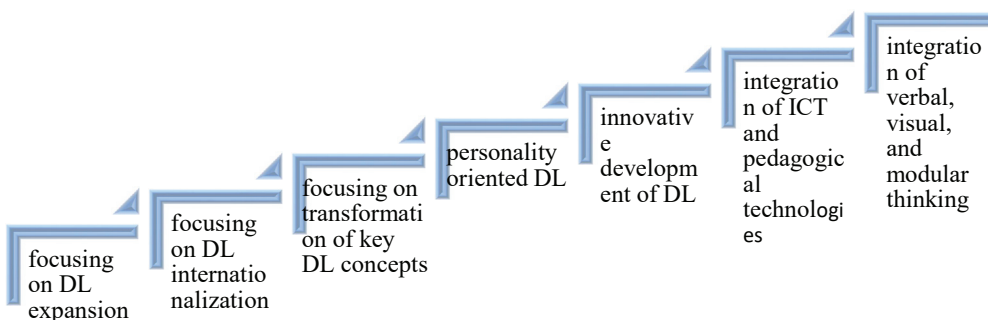 focusing
on DL
expansion
focusing
on DL
internatio
nalization
focusing on
transformati
on of key
DL concepts
personality
oriented DL
innovativ
e
developm
ent of DL
integratio
n of ICT
and
pedagogic
al
technologi
es
integratio
n of
verbal,
visual,
and
modular
thinking